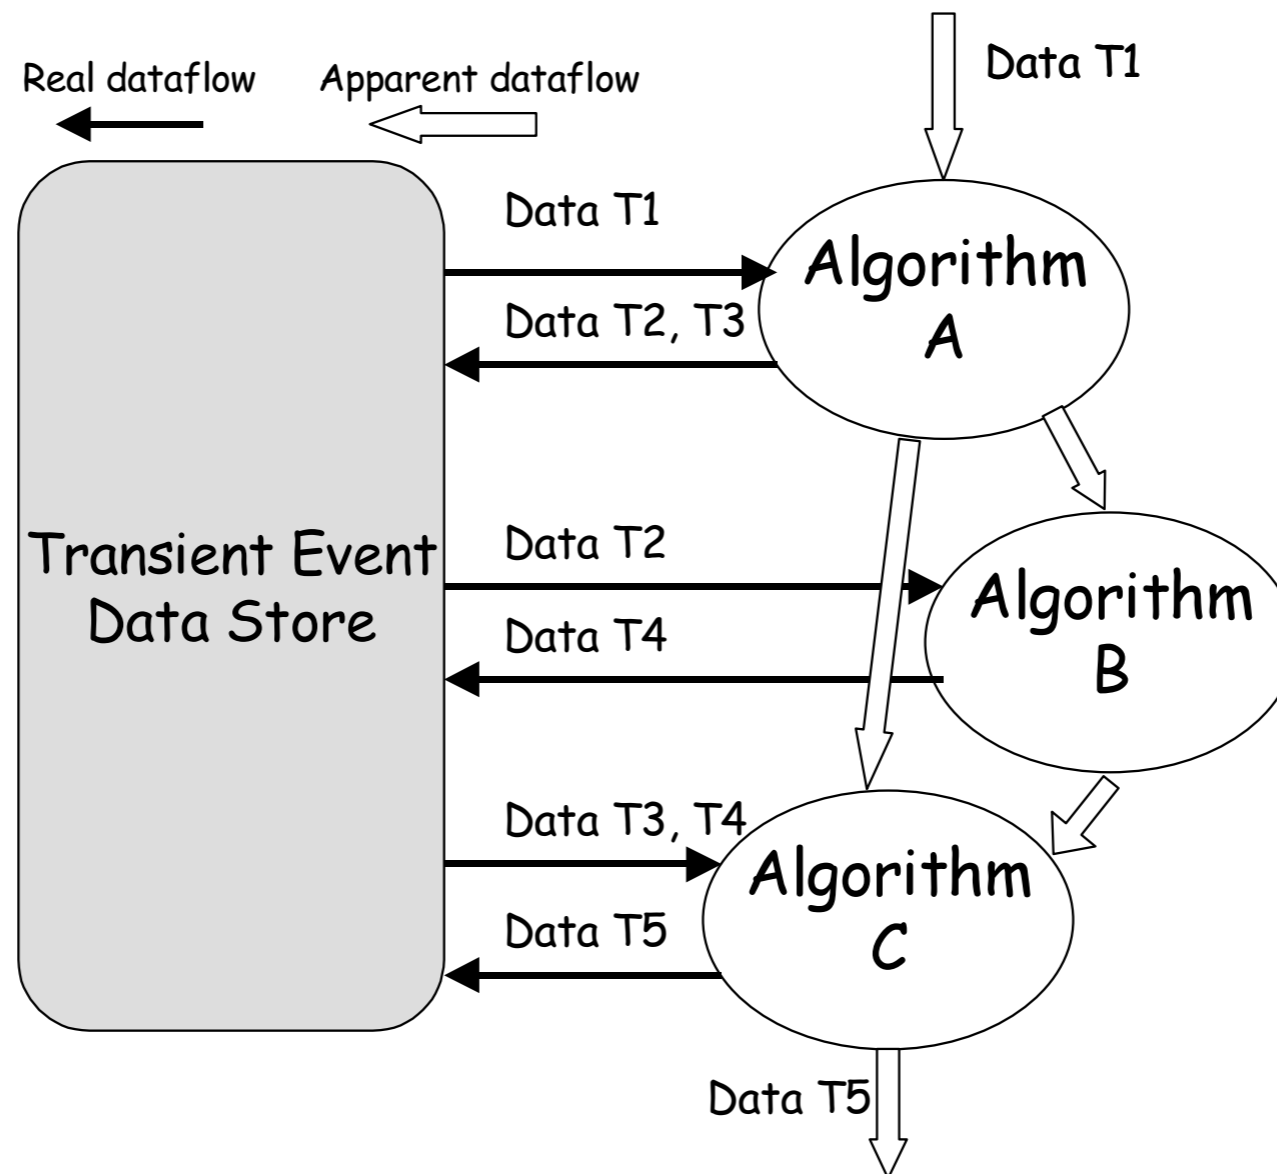 Real dataflow
Apparent dataflow
Data T1
Data T1
Algorithm
A
Data T2, T3
Transient Event
Data Store
Data T2
Algorithm
B
Data T4
Data T3, T4
Algorithm
C
Data T5
Data T5